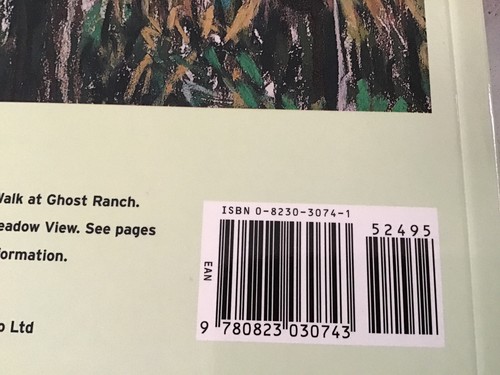 Walk at Ghost Ranch.
eadow View. See pages
ormation.
o Ltd
ISBN 0-8230-3074-1
52495
EAN
9 780823 030743